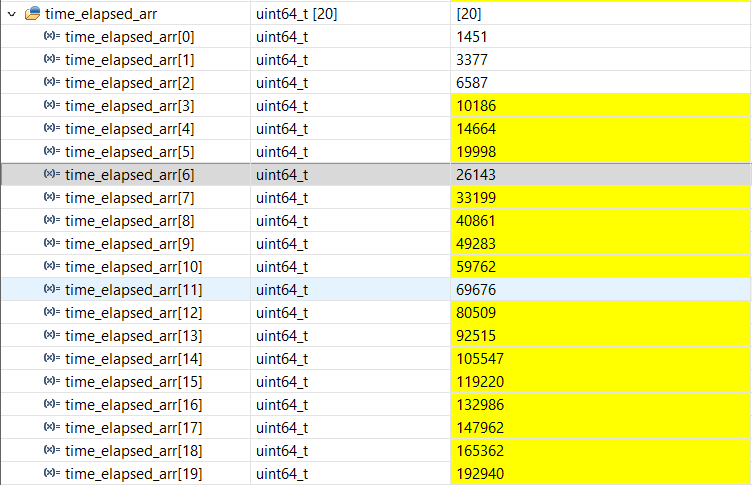 time_elapsed_arr uint64_t [20] [20]
(x)= time_elapsed_arr[0] uint64_t 1451
(x)= time_elapsed_arr[1] uint64_t 3377
(x)= time_elapsed_arr[2] uint64_t 6587
(x)= time_elapsed_arr[3] uint64_t 10186
(x)= time_elapsed_arr[4] uint64_t 14664
(x)= time_elapsed_arr[5] uint64_t 19998
(x)= time_elapsed_arr[6] uint64_t 26143
(x)= time_elapsed_arr[7] uint64_t 33199
(x)= time_elapsed_arr[8] uint64_t 40861
(x)= time_elapsed_arr[9] uint64_t 49283
(x)= time_elapsed_arr[10] uint64_t 59762
(x)= time_elapsed_arr[11] uint64_t 69676
(x)= time_elapsed_arr[12] uint64_t 80509
(x)= time_elapsed_arr[13] uint64_t 92515
(x)= time_elapsed_arr[14] uint64_t 105547
(x)= time_elapsed_arr[15] uint64_t 119220
(x)= time_elapsed_arr[16] uint64_t 132986
(x)= time_elapsed_arr[17] uint64_t 147962
(x)= time_elapsed_arr[18] uint64_t 165362
(x)= time_elapsed_arr[19] uint64_t 192940